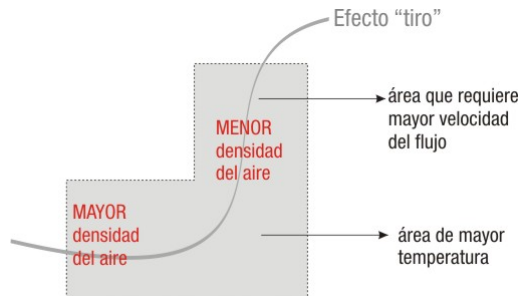 Efecto “tiro”
área que requiere
mayor velocidad
del flujo
MENOR
densidad
del aire
MAYOR
densidad
del aire
área de mayor
temperatura